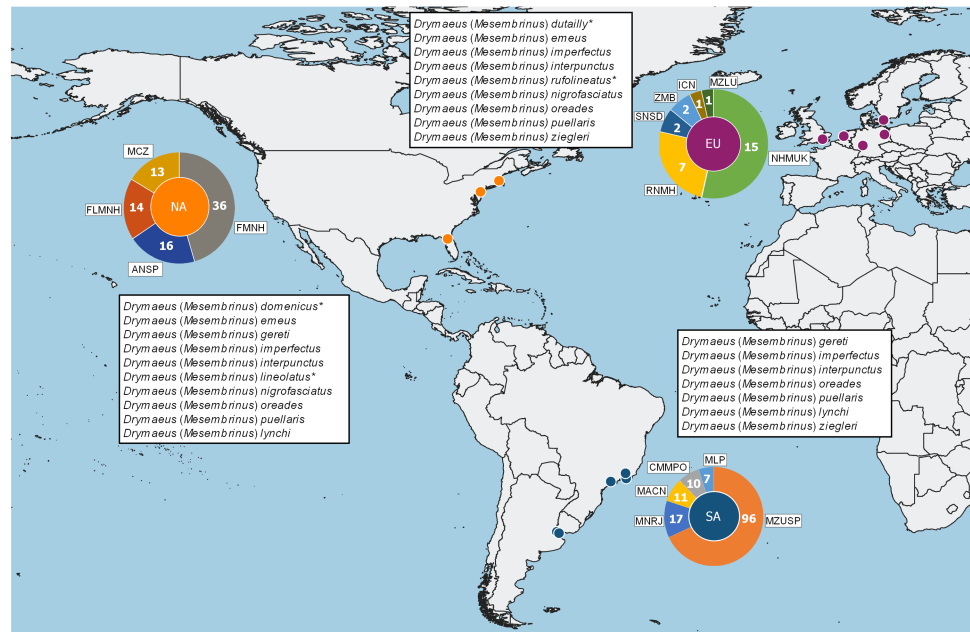 Drymaeus (Mesembrinus) dutailly*
Drymaeus (Mesembrinus) emeus
Drymaeus (Mesembrinus) imperfectus
Drymaeus (Mesembrinus) interpunctus
Drymaeus (Mesembrinus) rufolineatus*
Drymaeus (Mesembrinus) nigrofasciatus
Drymaeus (Mesembrinus) oreades
Drymaeus (Mesembrinus) puellaris
Drymaeus (Mesembrinus) ziegleri
ICN
MZLU
ZMB
SNSD
1
1
2
2
EU
15
7
NHMUK
RNMH
MCZ
13
FLMNH
14
NA
36
FMNH
16
ANSP
Drymaeus (Mesembrinus) domenicus*
Drymaeus (Mesembrinus) emeus
Drymaeus (Mesembrinus) gereti
Drymaeus (Mesembrinus) imperfectus
Drymaeus (Mesembrinus) interpunctus
Drymaeus (Mesembrinus) lineolatus*
Drymaeus (Mesembrinus) nigrofasciatus
Drymaeus (Mesembrinus) oreades
Drymaeus (Mesembrinus) puellaris
Drymaeus (Mesembrinus) lynchi
Drymaeus (Mesembrinus) gereti
Drymaeus (Mesembrinus) imperfectus
Drymaeus (Mesembrinus) interpunctus
Drymaeus (Mesembrinus) oreades
Drymaeus (Mesembrinus) puellaris
Drymaeus (Mesembrinus) lynchi
Drymaeus (Mesembrinus) ziegleri
MLP
CMMPO
7
10
MACN
11
MNRJ
17
SA
96
MZUSP